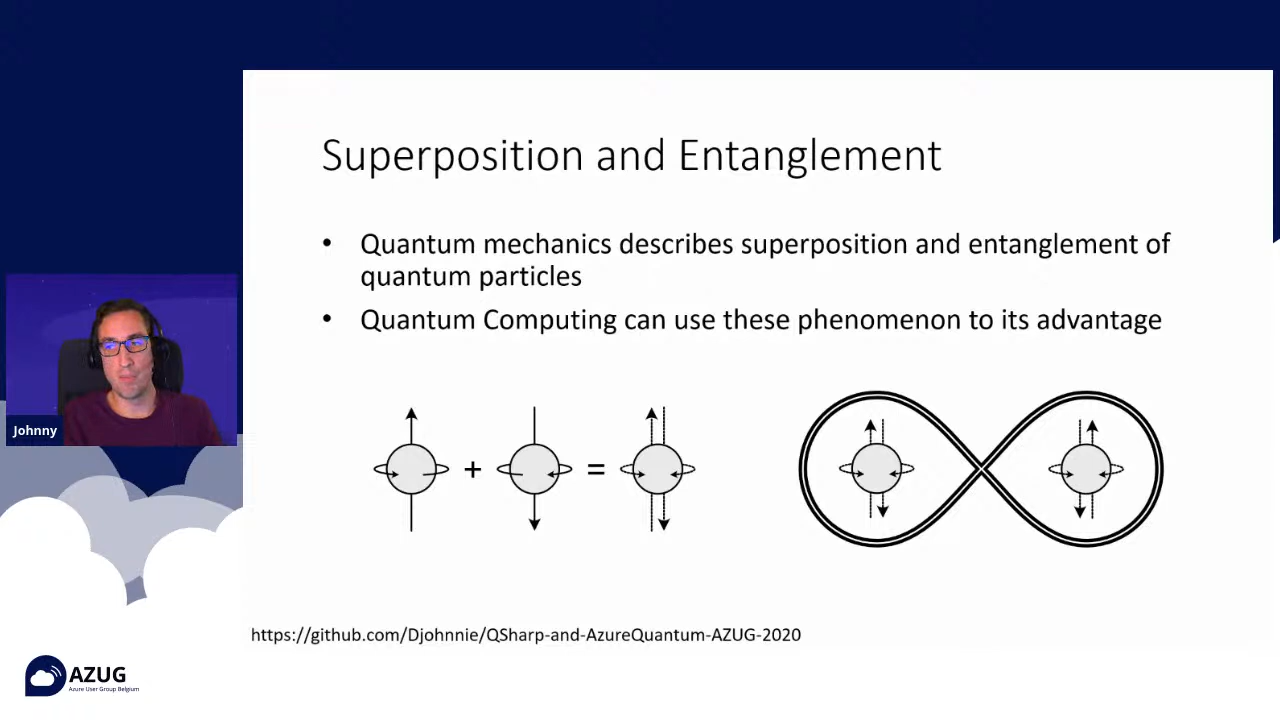 Superposition and Entanglement
• Quantum mechanics describes superposition and entanglement of
quantum particles
• Quantum Computing can use these phenomenon to its advantage
+ =
Johnny
https://github.com/Djohnnie/QSharp-and-AzureQuantum-AZUG-2020
AZUG
Azure User Group Belgium